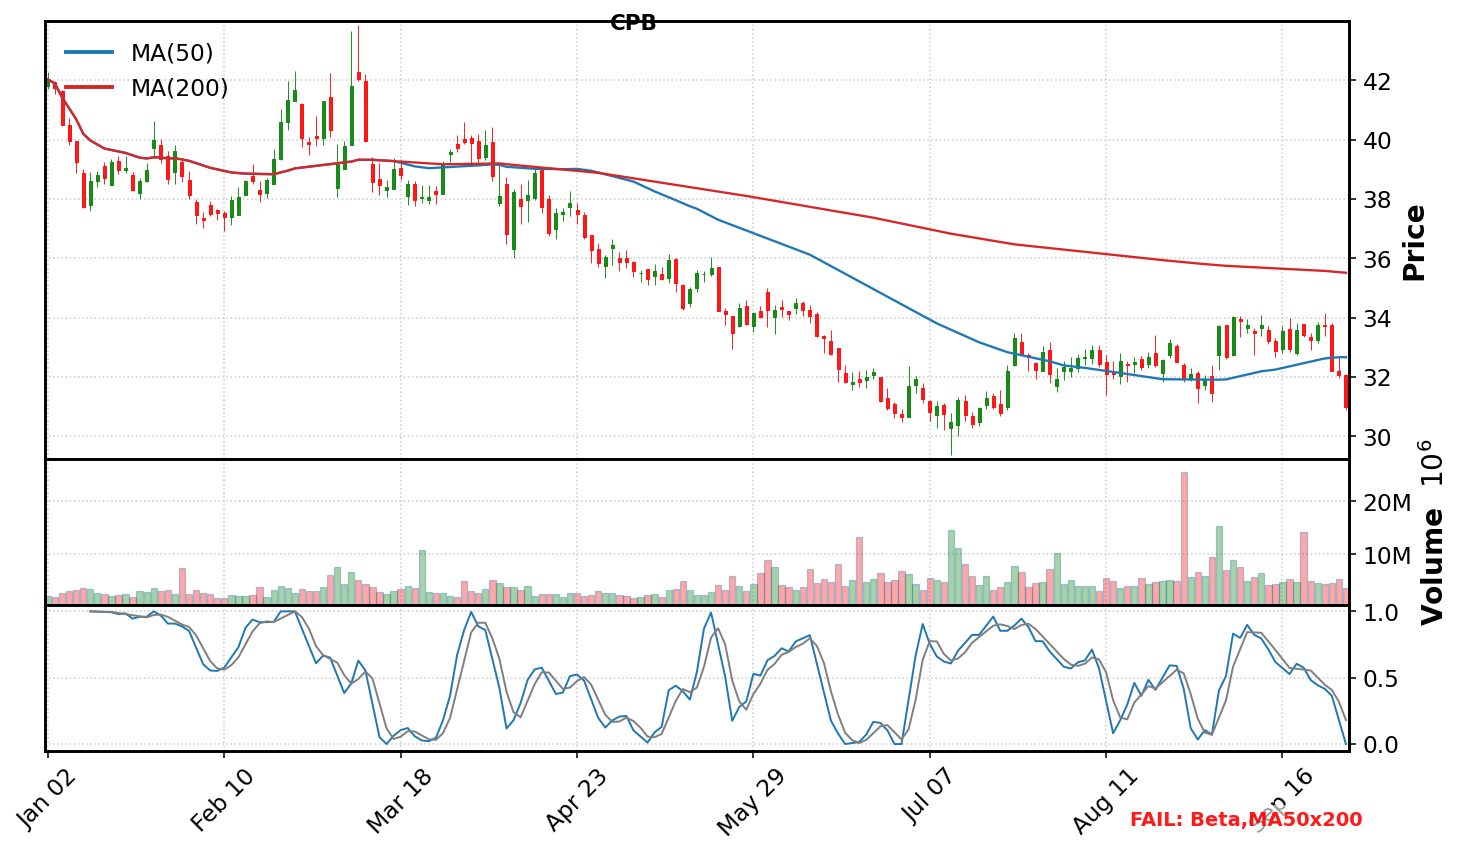 CPB
MA(50)
MA(200)
42
40
38
36
34
32
30
Price
10^6
20M
10M
Volume
1.0
0.5
0.0
Jan 02
Feb 10
Mar 18
Apr 23
May 29
Jul 07
Aug 11
Sep 16
FAIL: Beta,MA50x200